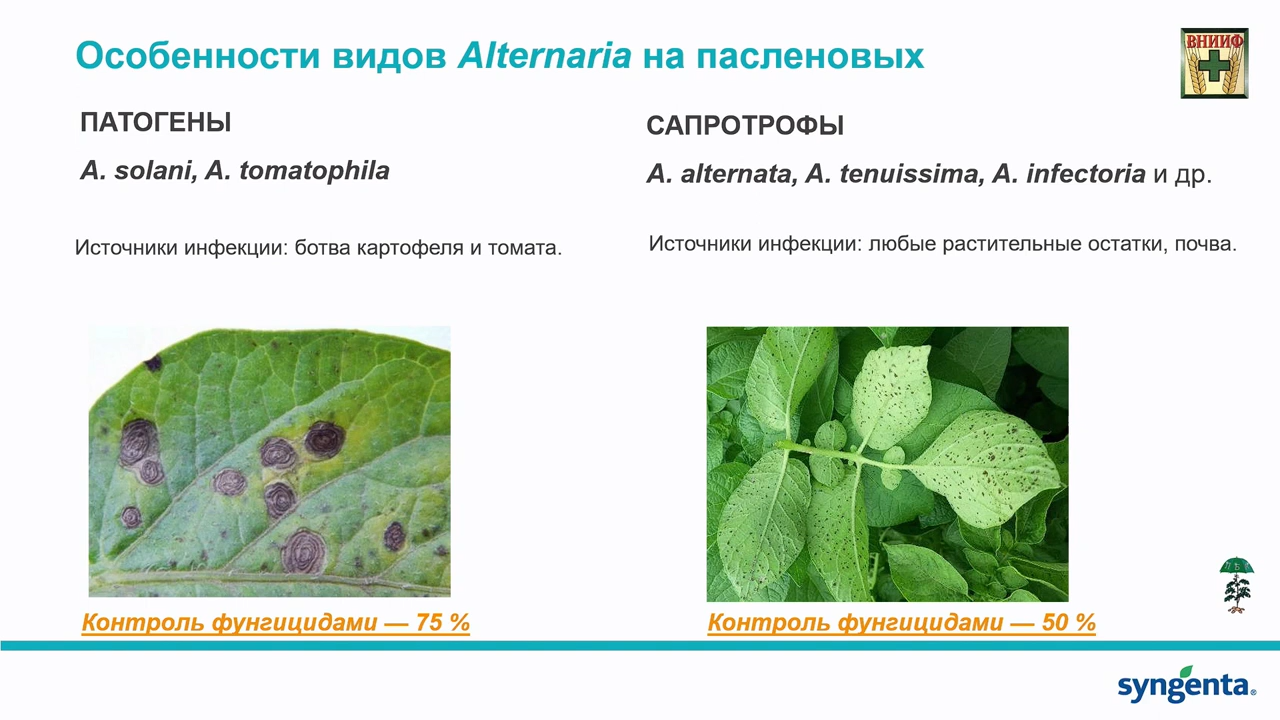 Особенности видов Alternaria на пасленовых
ВНИИФ
ПАТОГЕНЫ
A. solani, A. tomatophila
Источники инфекции: ботва картофеля и томата.
Контроль фунгицидами — 75 %
САПРОТРОФЫ
A. alternata, A. tenuissima, A. infectoria и др.
Источники инфекции: любые растительные остатки, почва.
Контроль фунгицидами — 50 %
syngenta®